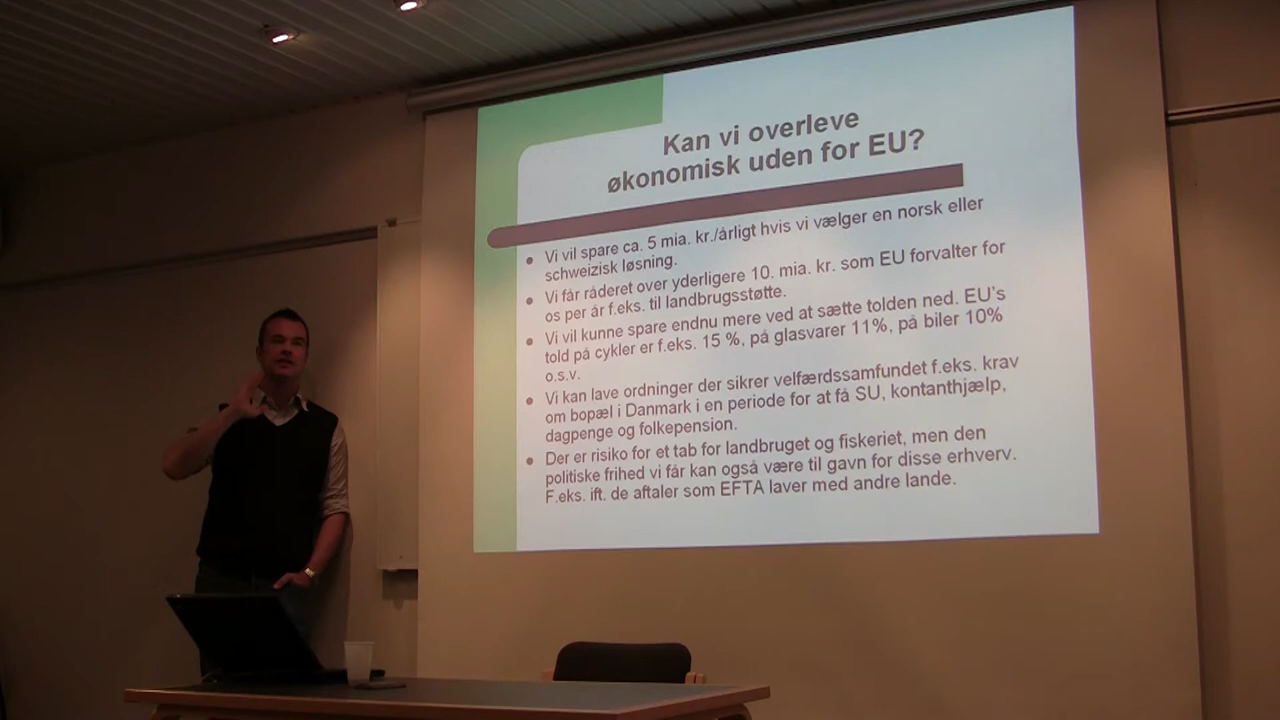 Kan vi overleve
økonomisk uden for EU?
Vi vil spare ca. 5 mia. kr./årligt hvis vi vælger en norsk eller
schweizisk løsning.
Vi får råderet over yderligere 10. mia. kr. som EU forvalter for
os per år f.eks. til landbrugsstøtte.
Vi vil kunne spare endnu mere ved at sætte tolden ned. EU's
told på cykler er f.eks. 15 %, på glasvarer 11%, på biler 10%
o.s.v.
Vi kan lave ordninger der sikrer velfærdssamfundet f.eks. krav
om bopæl i Danmark i en periode for at få SU, kontanthjælp,
dagpenge og folkepension.
Der er risiko for et tab for landbruget og fiskeriet, men den
politiske frihed vi får kan også være til gavn for disse erhverv.
F.eks. ift. de aftaler som EFTA laver med andre lande.